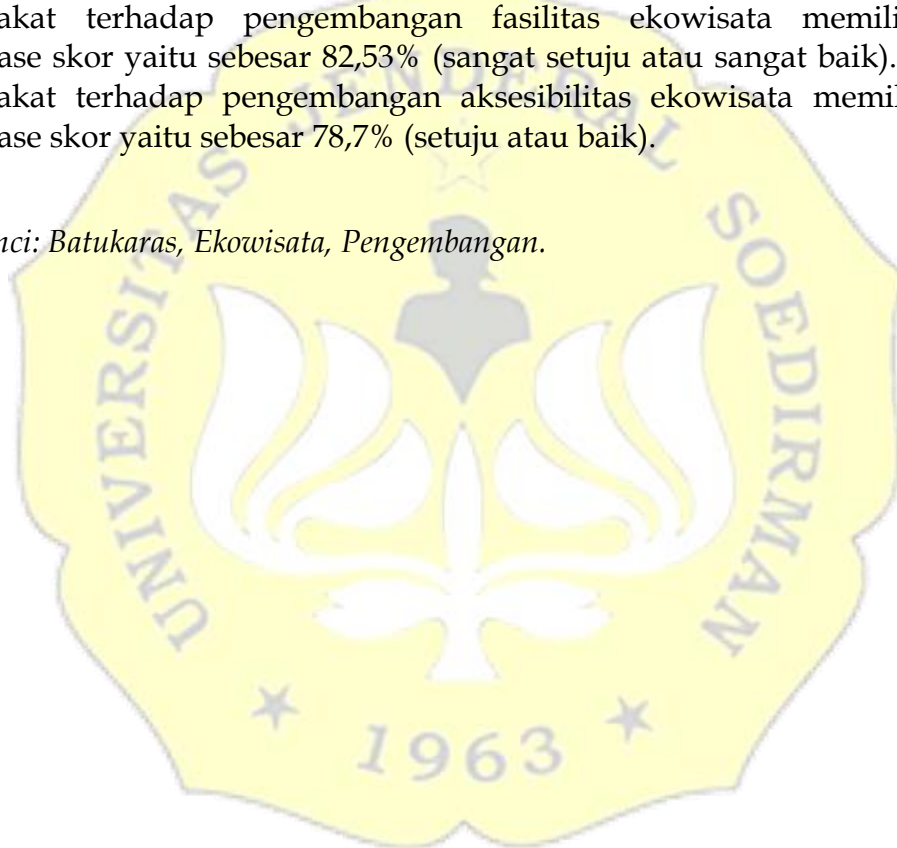 akat terhadap pengembangan fasilitas ekowisata memili
ase skor yaitu sebesar 82,53% (sangat setuju atau sangat baik).
akat terhadap pengembangan aksesibilitas ekowisata memil
ase skor yaitu sebesar 78,7% (setuju atau baik).
nci: Batukaras, Ekowisata, Pengembangan.
UNIVERSITAS JENDERAL SOEDIRMAN
1963